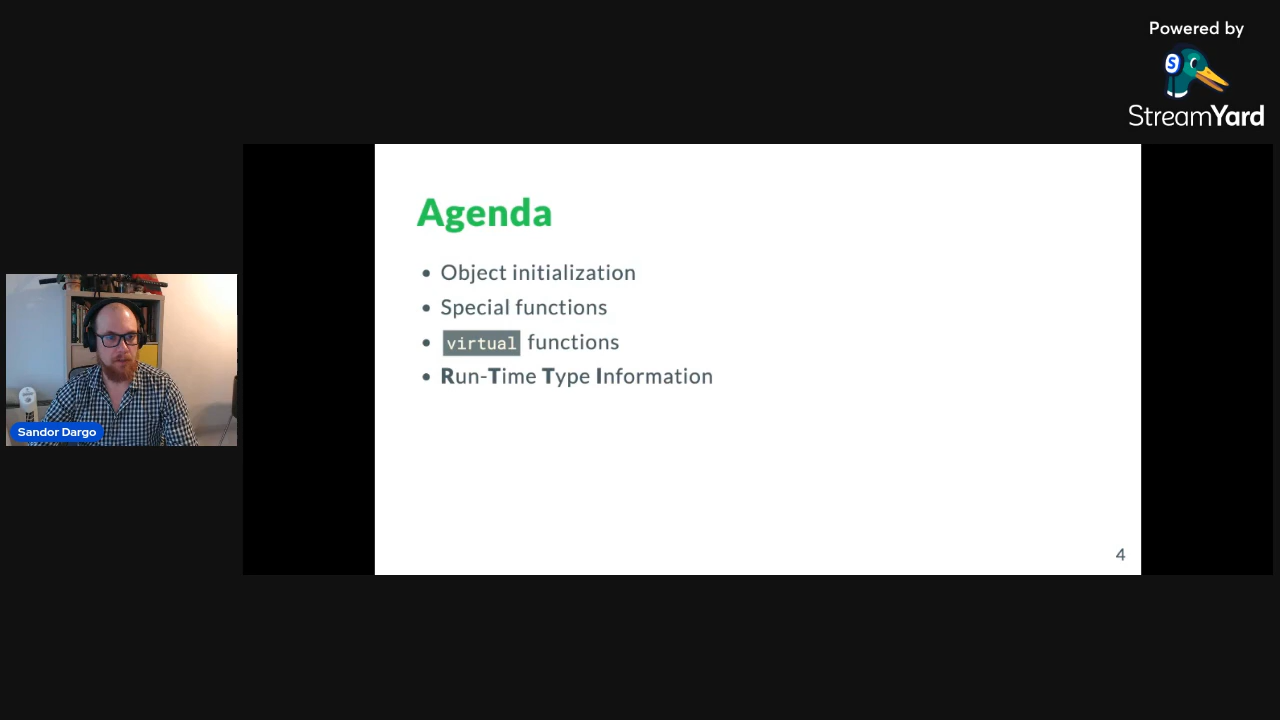 Powered by
S
StreamYard
Agenda
• Object initialization
• Special functions
• virtual functions
• Run-Time Type Information
Sandor Dargo
4